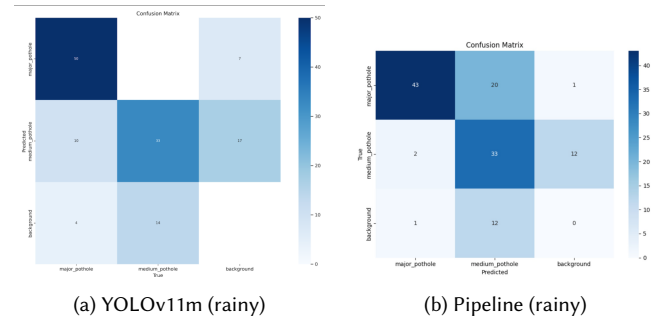 Confusion Matrix
major_pothole
medium_pothole
background
Predicted
50
7
10
33
4
14
major_pothole
medium_pothole
background
True
50
40
30
20
10
0
(a) YOLOv11m (rainy)
Confusion Matrix
major_pothole
medium_pothole
background
True
43
20
1
2
33
12
1
12
0
major_pothole
medium_pothole
background
Predicted
40
35
30
25
20
15
10
5
0
(b) Pipeline (rainy)